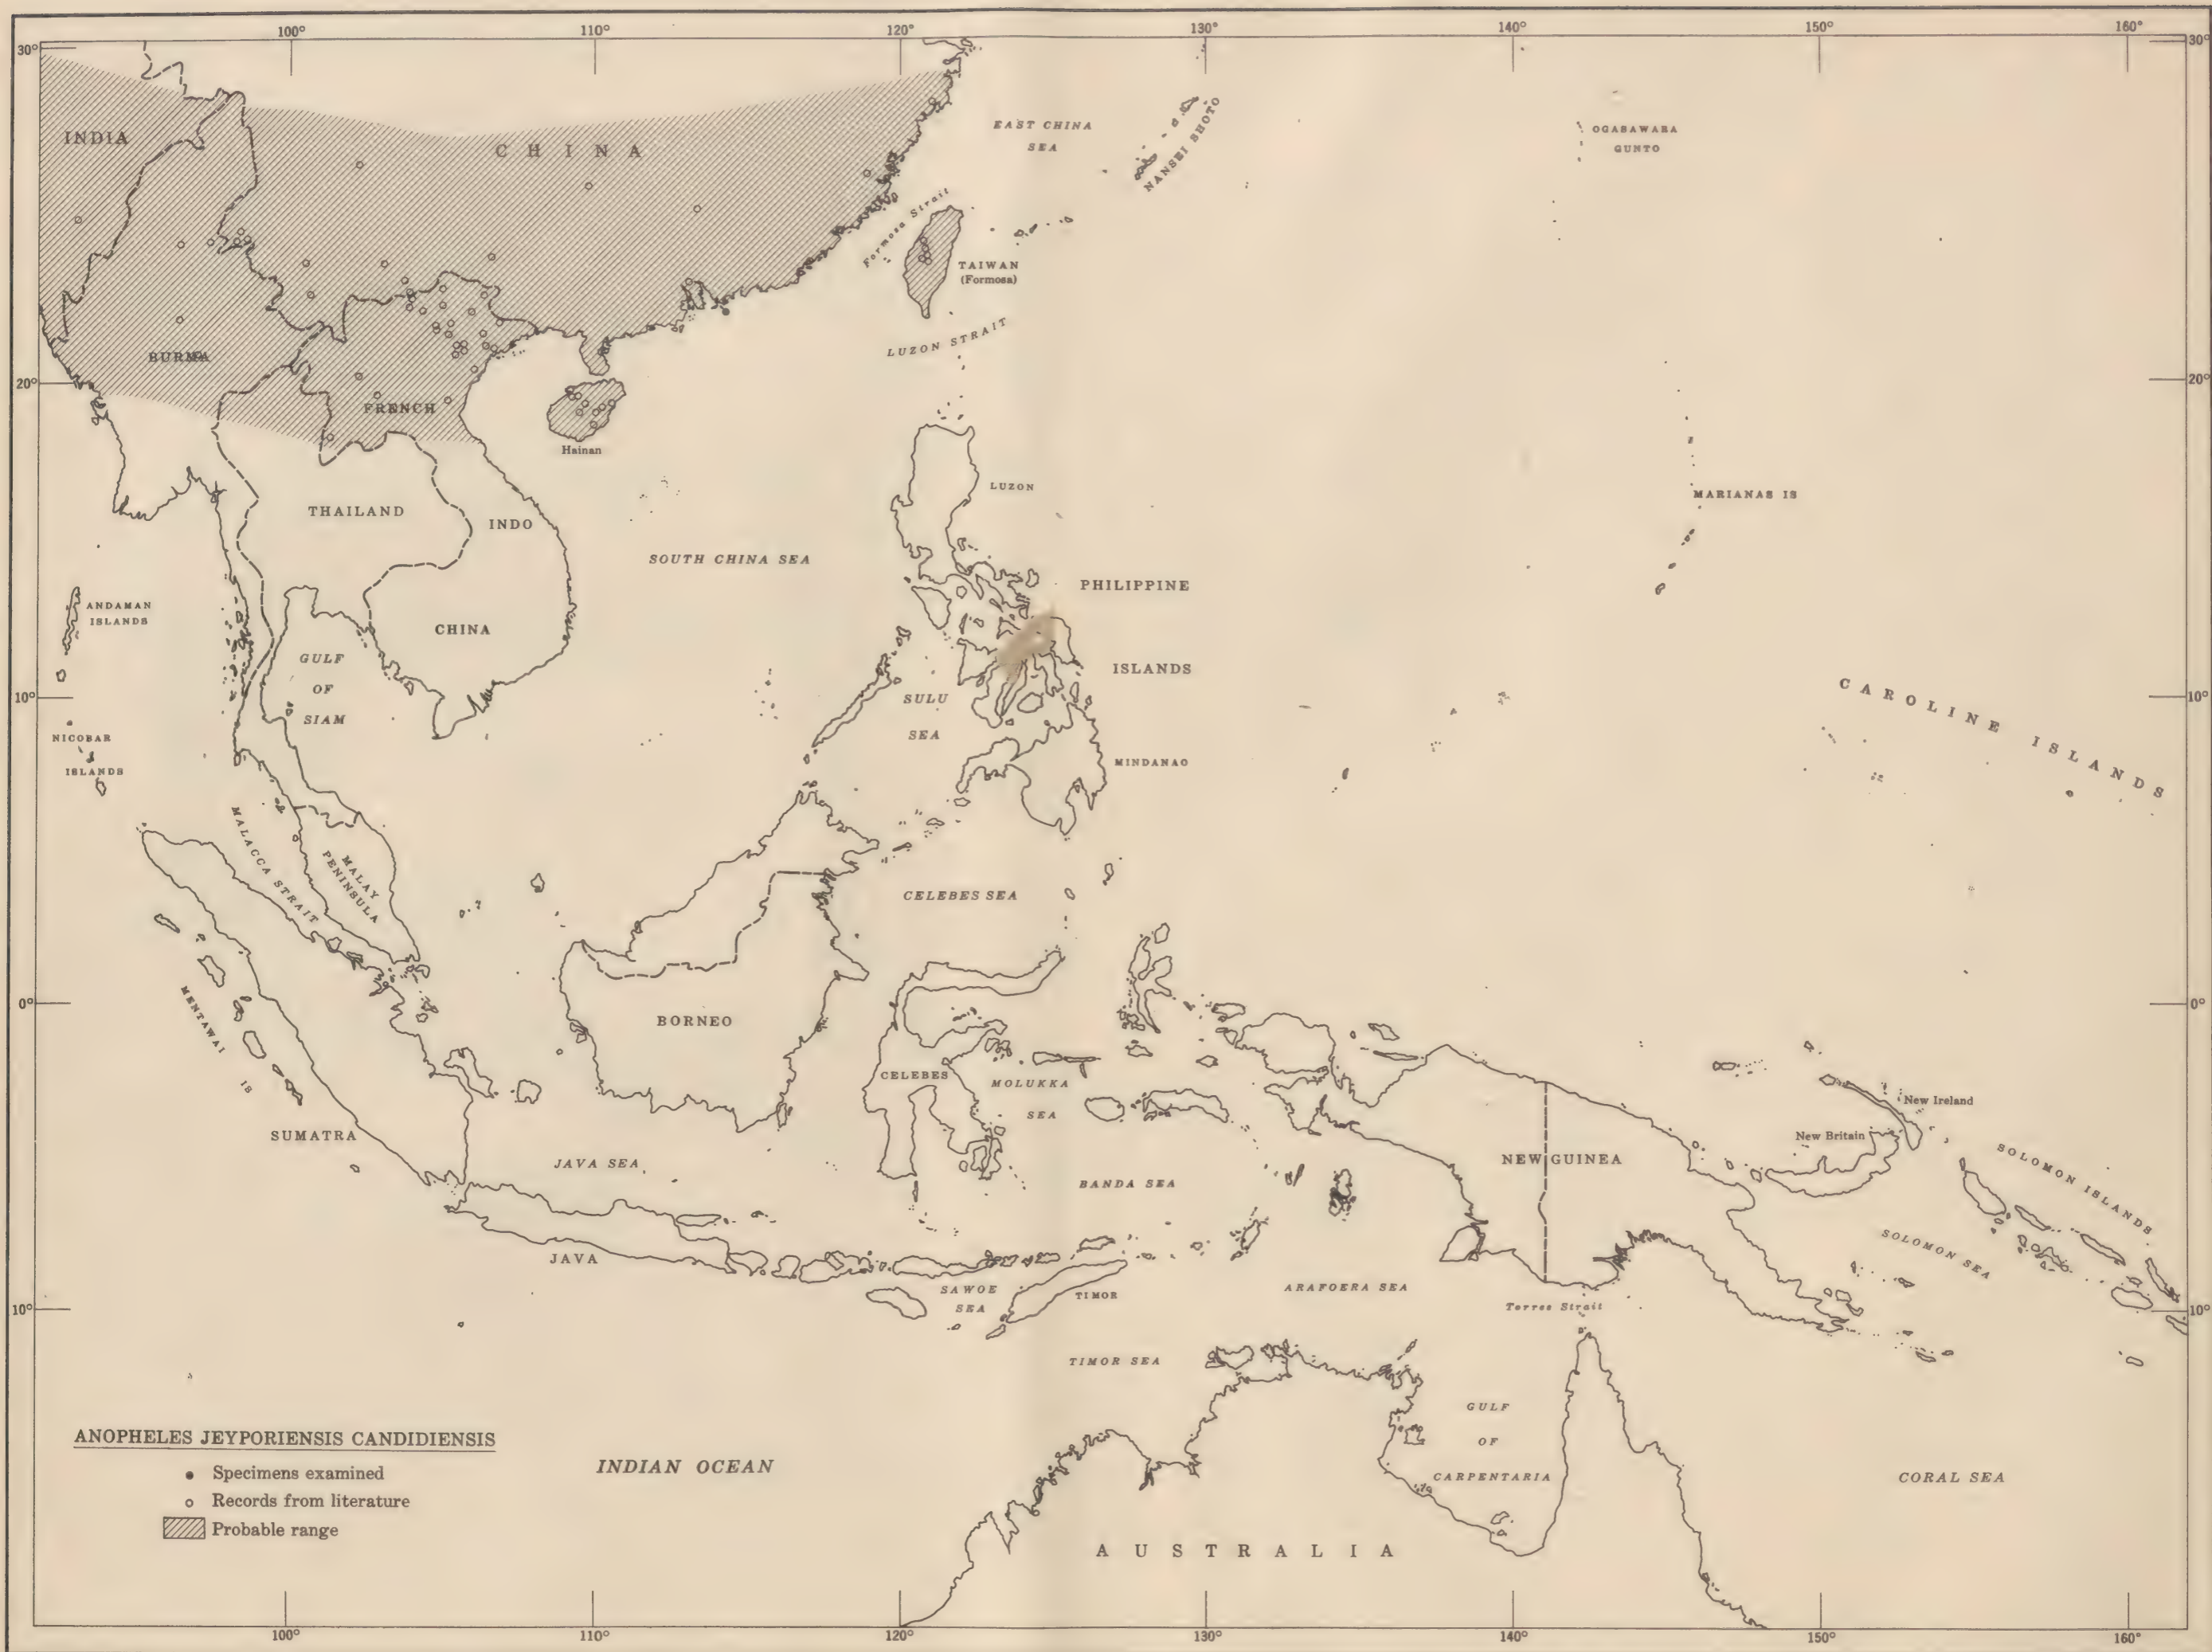 100° 110° 120° 130° 140° 150° 160°
30° 30°
INDIA
CHINA
EAST CHINA
SEA
NANSEI SHOTO
OGASAWARA
GUNTO
Formosa Strait
TAIWAN
(Formosa)
LUZON STRAIT
BURMA
20° 20°
FRENCH
Hainan
THAILAND
INDO
LUZON
MARIANAS IS
SOUTH CHINA SEA
PHILIPPINE
ANDAMAN
ISLANDS
CHINA
GULF
OF
SIAM
ISLANDS
SULU
SEA
10° 10°
CAROLINE ISLANDS
NICOBAR
ISLANDS
MINDANAO
MALACCA STRAIT
MALAY
PENINSULA
CELEBES SEA
MENTAWAI IS
0° 0°
BORNEO
CELEBES
MOLUKKA
SEA
New Ireland
New Britain
SUMATRA
JAVA SEA
BANDA SEA
NEW GUINEA
SOLOMON ISLANDS
SOLOMON SEA
JAVA
SAWOE
SEA
TIMOR
ARAFOERA SEA
Torres Strait
10° 10°
TIMOR SEA
GULF
OF
CARPENTARIA
ANOPHELES JEYPORIENSIS CANDIDIENSIS
Specimens examined
Records from literature
Probable range
INDIAN OCEAN
CORAL SEA
AUSTRALIA
100° 110° 120° 130° 140° 150° 160°